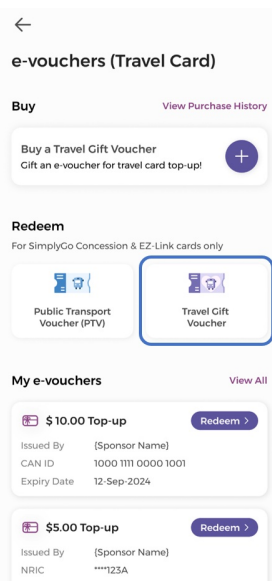 e-vouchers (Travel Card)
Buy
View Purchase History
Buy a Travel Gift Voucher
Gift an e-voucher for travel card top-up!
Redeem
For SimplyGo Concession & EZ-Link cards only
Public Transport
Voucher (PTV)
Travel Gift
Voucher
My e-vouchers
View All
$ 10.00 Top-up
Redeem >
Issued By {Sponsor Name}
CAN ID 1000 1111 0000 1001
Expiry Date 12-Sep-2024
$5.00 Top-up
Redeem >
Issued By {Sponsor Name}
NRIC ****123A